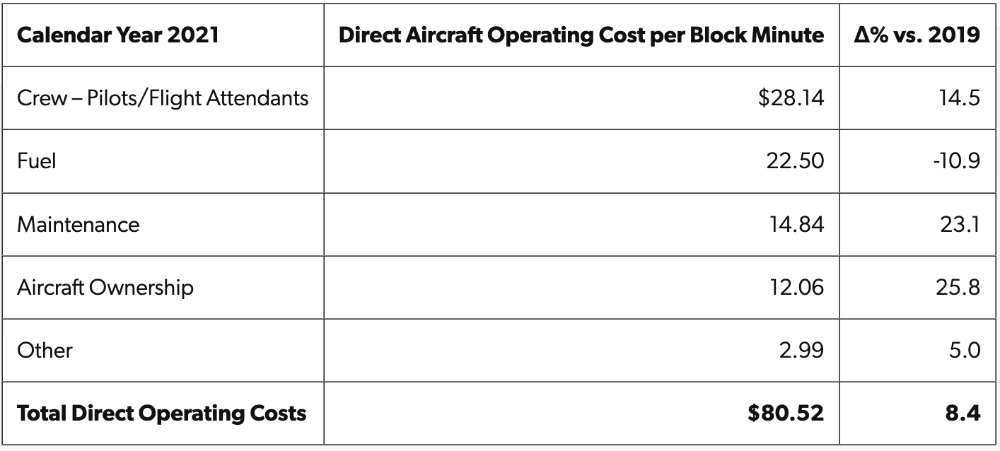 Calendar Year 2021 Direct Aircraft Operating Cost per Block Minute Δ% vs. 2019
Crew – Pilots/Flight Attendants $28.14 14.5
Fuel 22.50 -10.9
Maintenance 14.84 23.1
Aircraft Ownership 12.06 25.8
Other 2.99 5.0
Total Direct Operating Costs $80.52 8.4